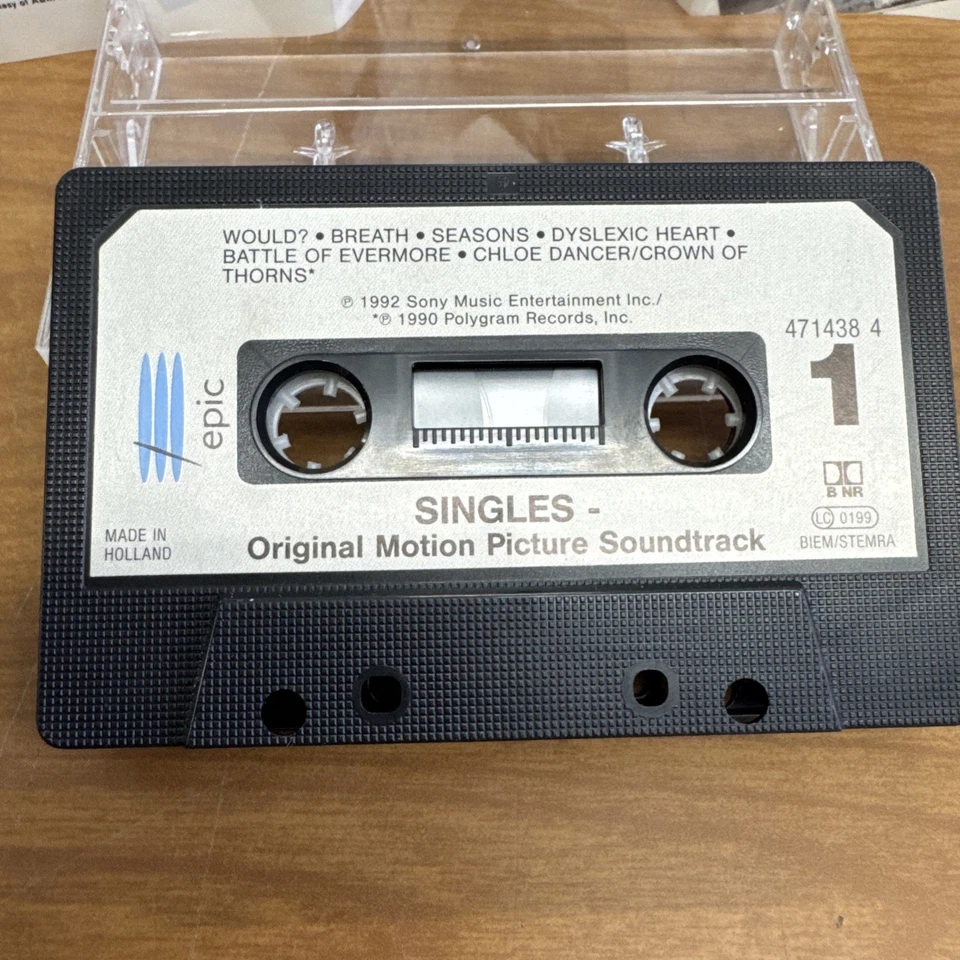 WOULD? • BREATH • SEASONS • DYSLEXIC HEART •
BATTLE OF EVERMORE • CHLOE DANCER/CROWN OF
THORNS*
℗ 1992 Sony Music Entertainment Inc./
*℗ 1990 Polygram Records, Inc.
471438 4
1
epic
B NR
LC 0199
BIEM/STEMRA
MADE IN
HOLLAND
SINGLES -
Original Motion Picture Soundtrack